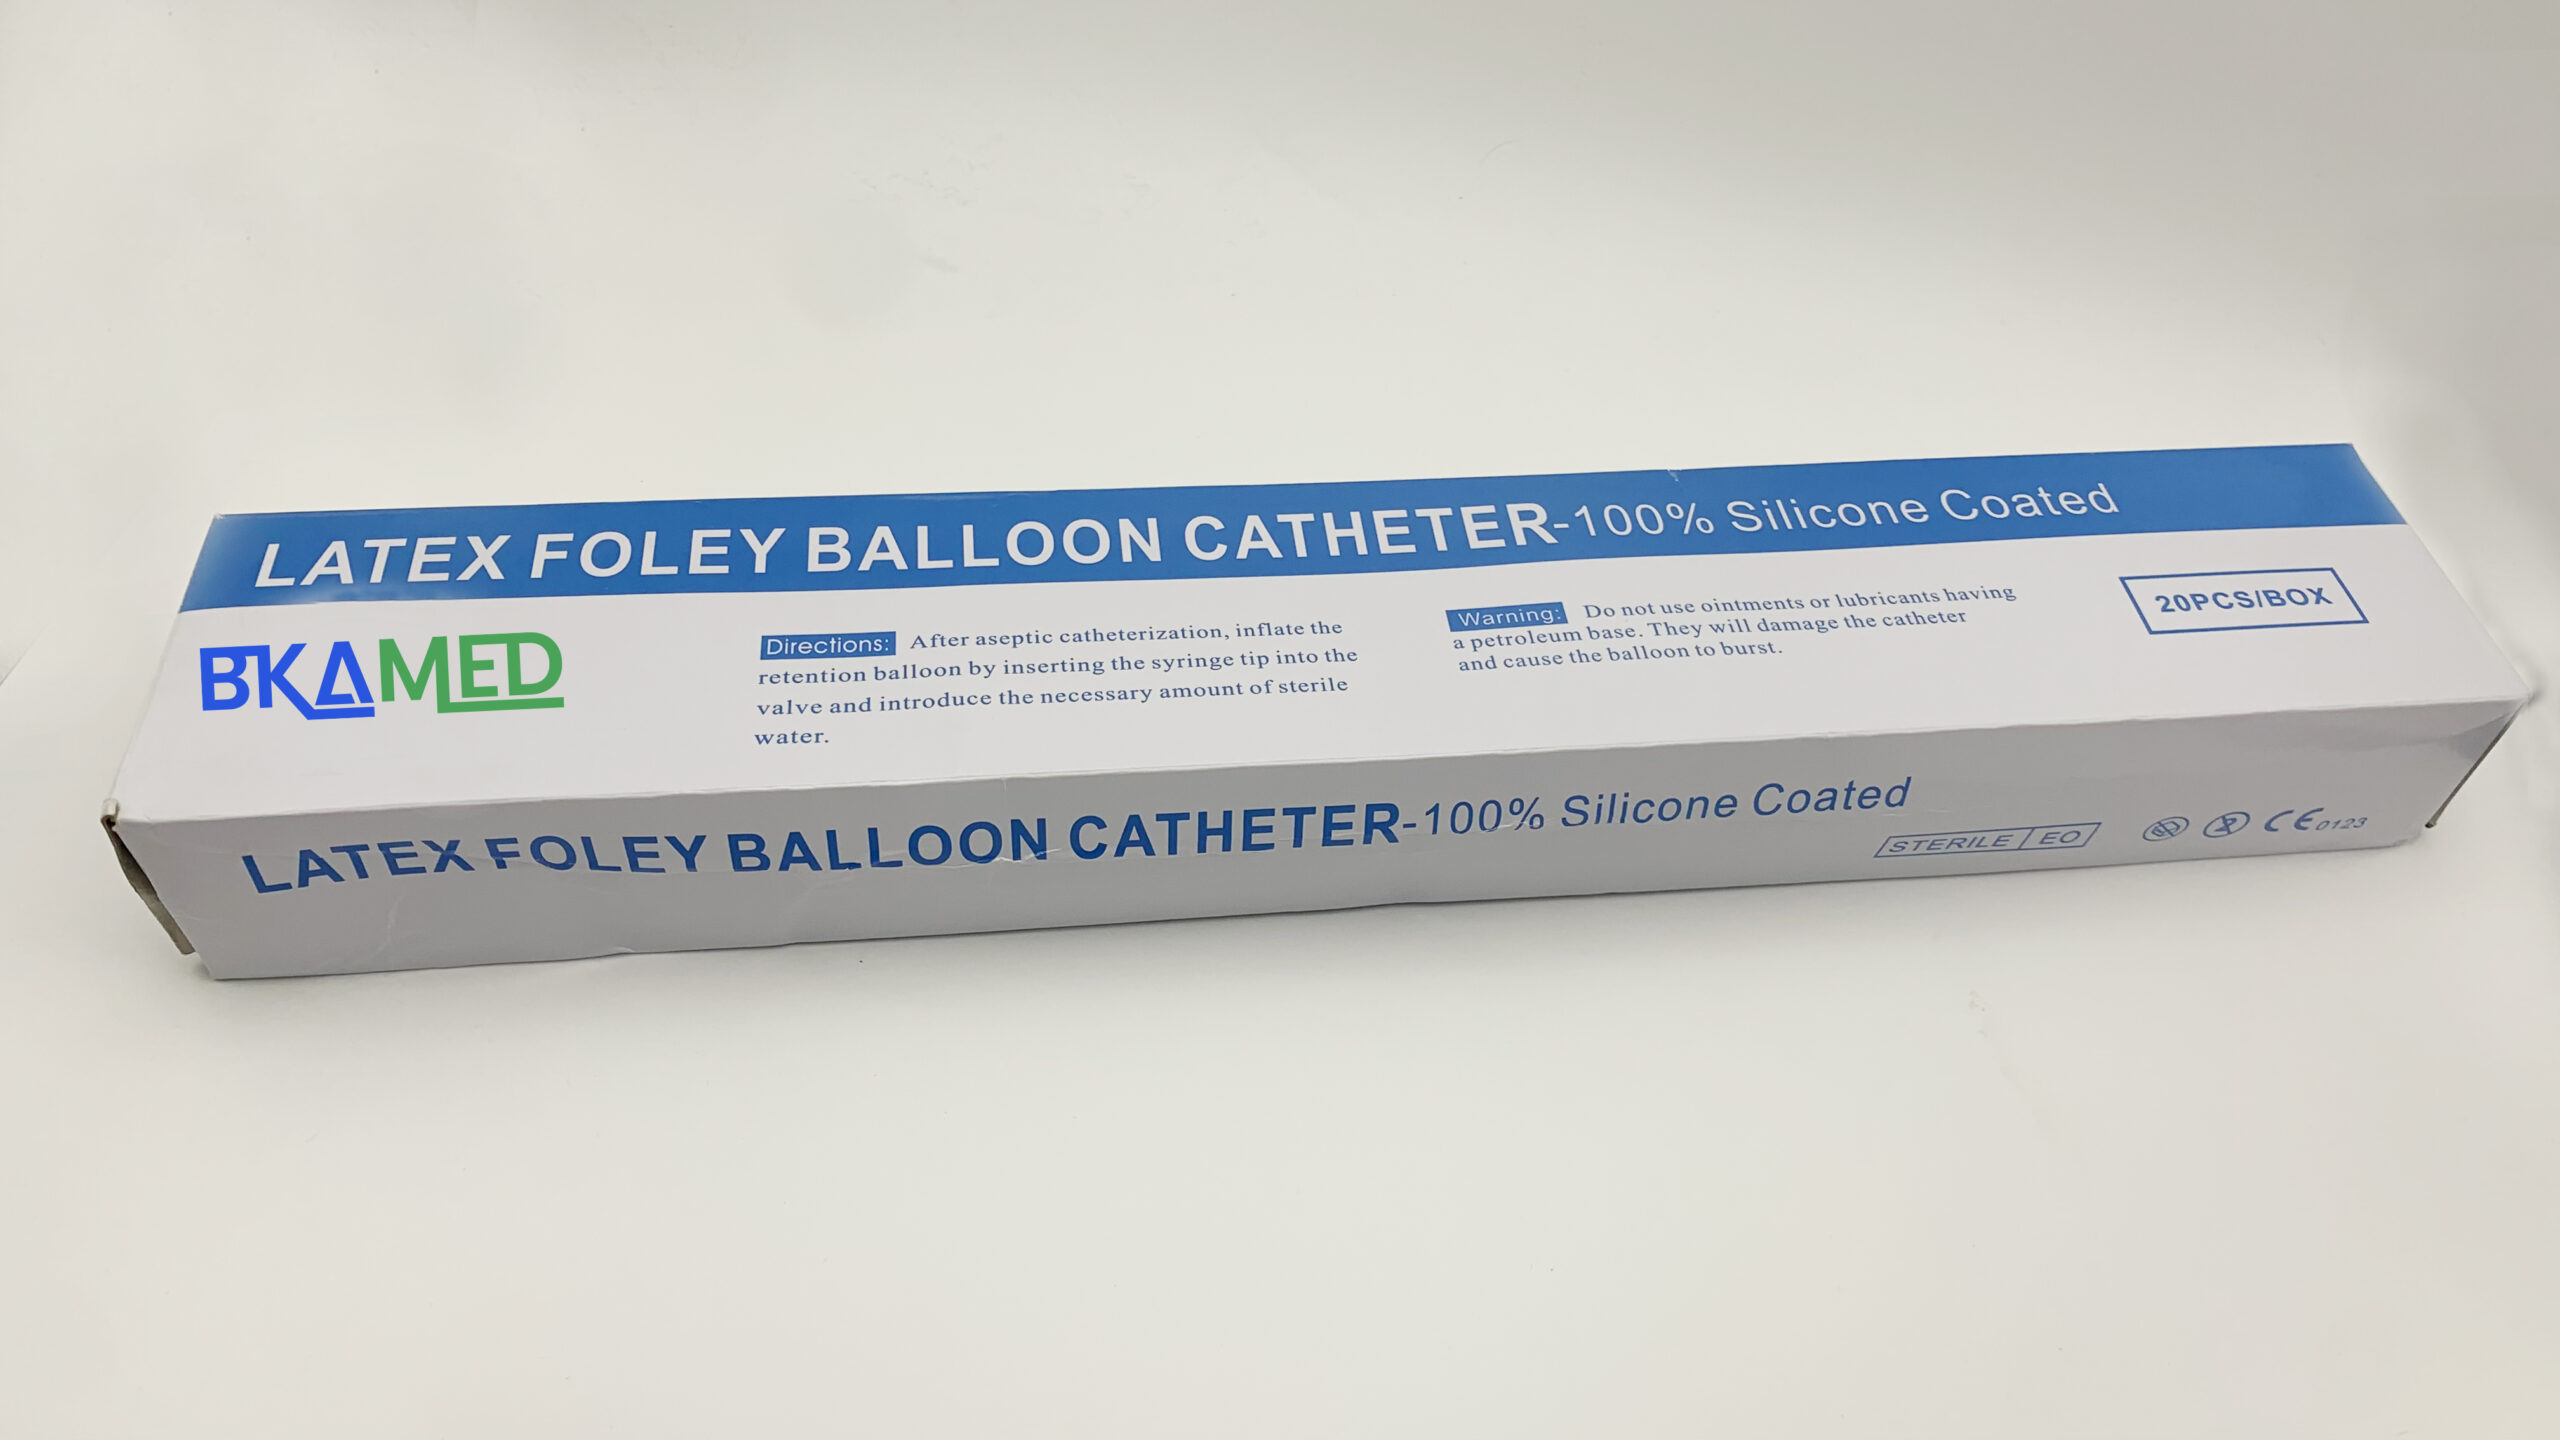 LATEX FOLEY BALLOON CATHETER-100% Silicone Coated
BKAMED
Directions: After aseptic catheterization, inflate the
retention balloon by inserting the syringe tip into the
valve and introduce the necessary amount of sterile
water.
Warning: Do not use ointments or lubricants having
a petroleum base. They will damage the catheter
and cause the balloon to burst.
20PCS/BOX
LATEX FOLEY BALLOON CATHETER-100% Silicone Coated
STERILE EO
2
CE 0123